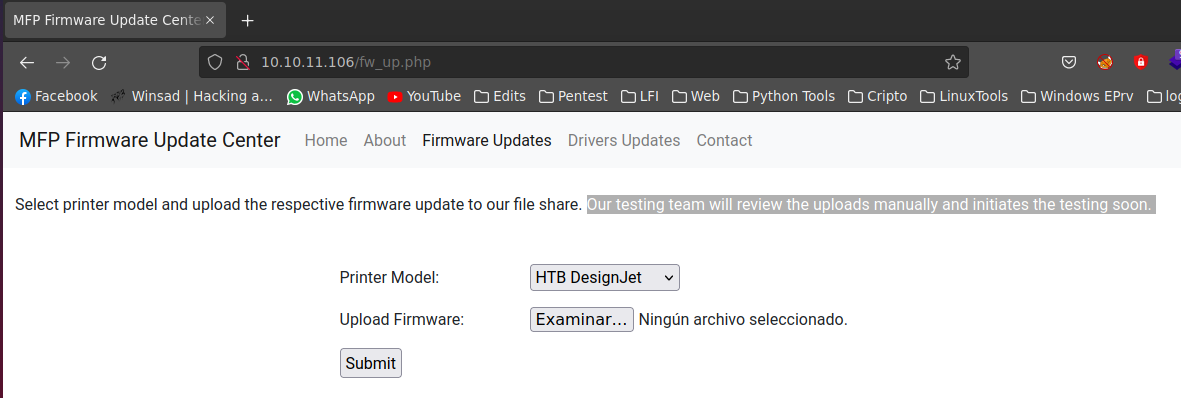 MFP Firmware Update Cente
10.10.11.106/fw_up.php
Facebook Winsad | Hacking a... WhatsApp YouTube Edits Pentest LFI Web Python Tools Cripto LinuxTools Windows EPrv log
MFP Firmware Update Center Home About Firmware Updates Drivers Updates Contact
Select printer model and upload the respective firmware update to our file share. Our testing team will review the uploads manually and initiates the testing soon.
Printer Model: HTB DesignJet
Upload Firmware: Examinar... Ningún archivo seleccionado.
Submit